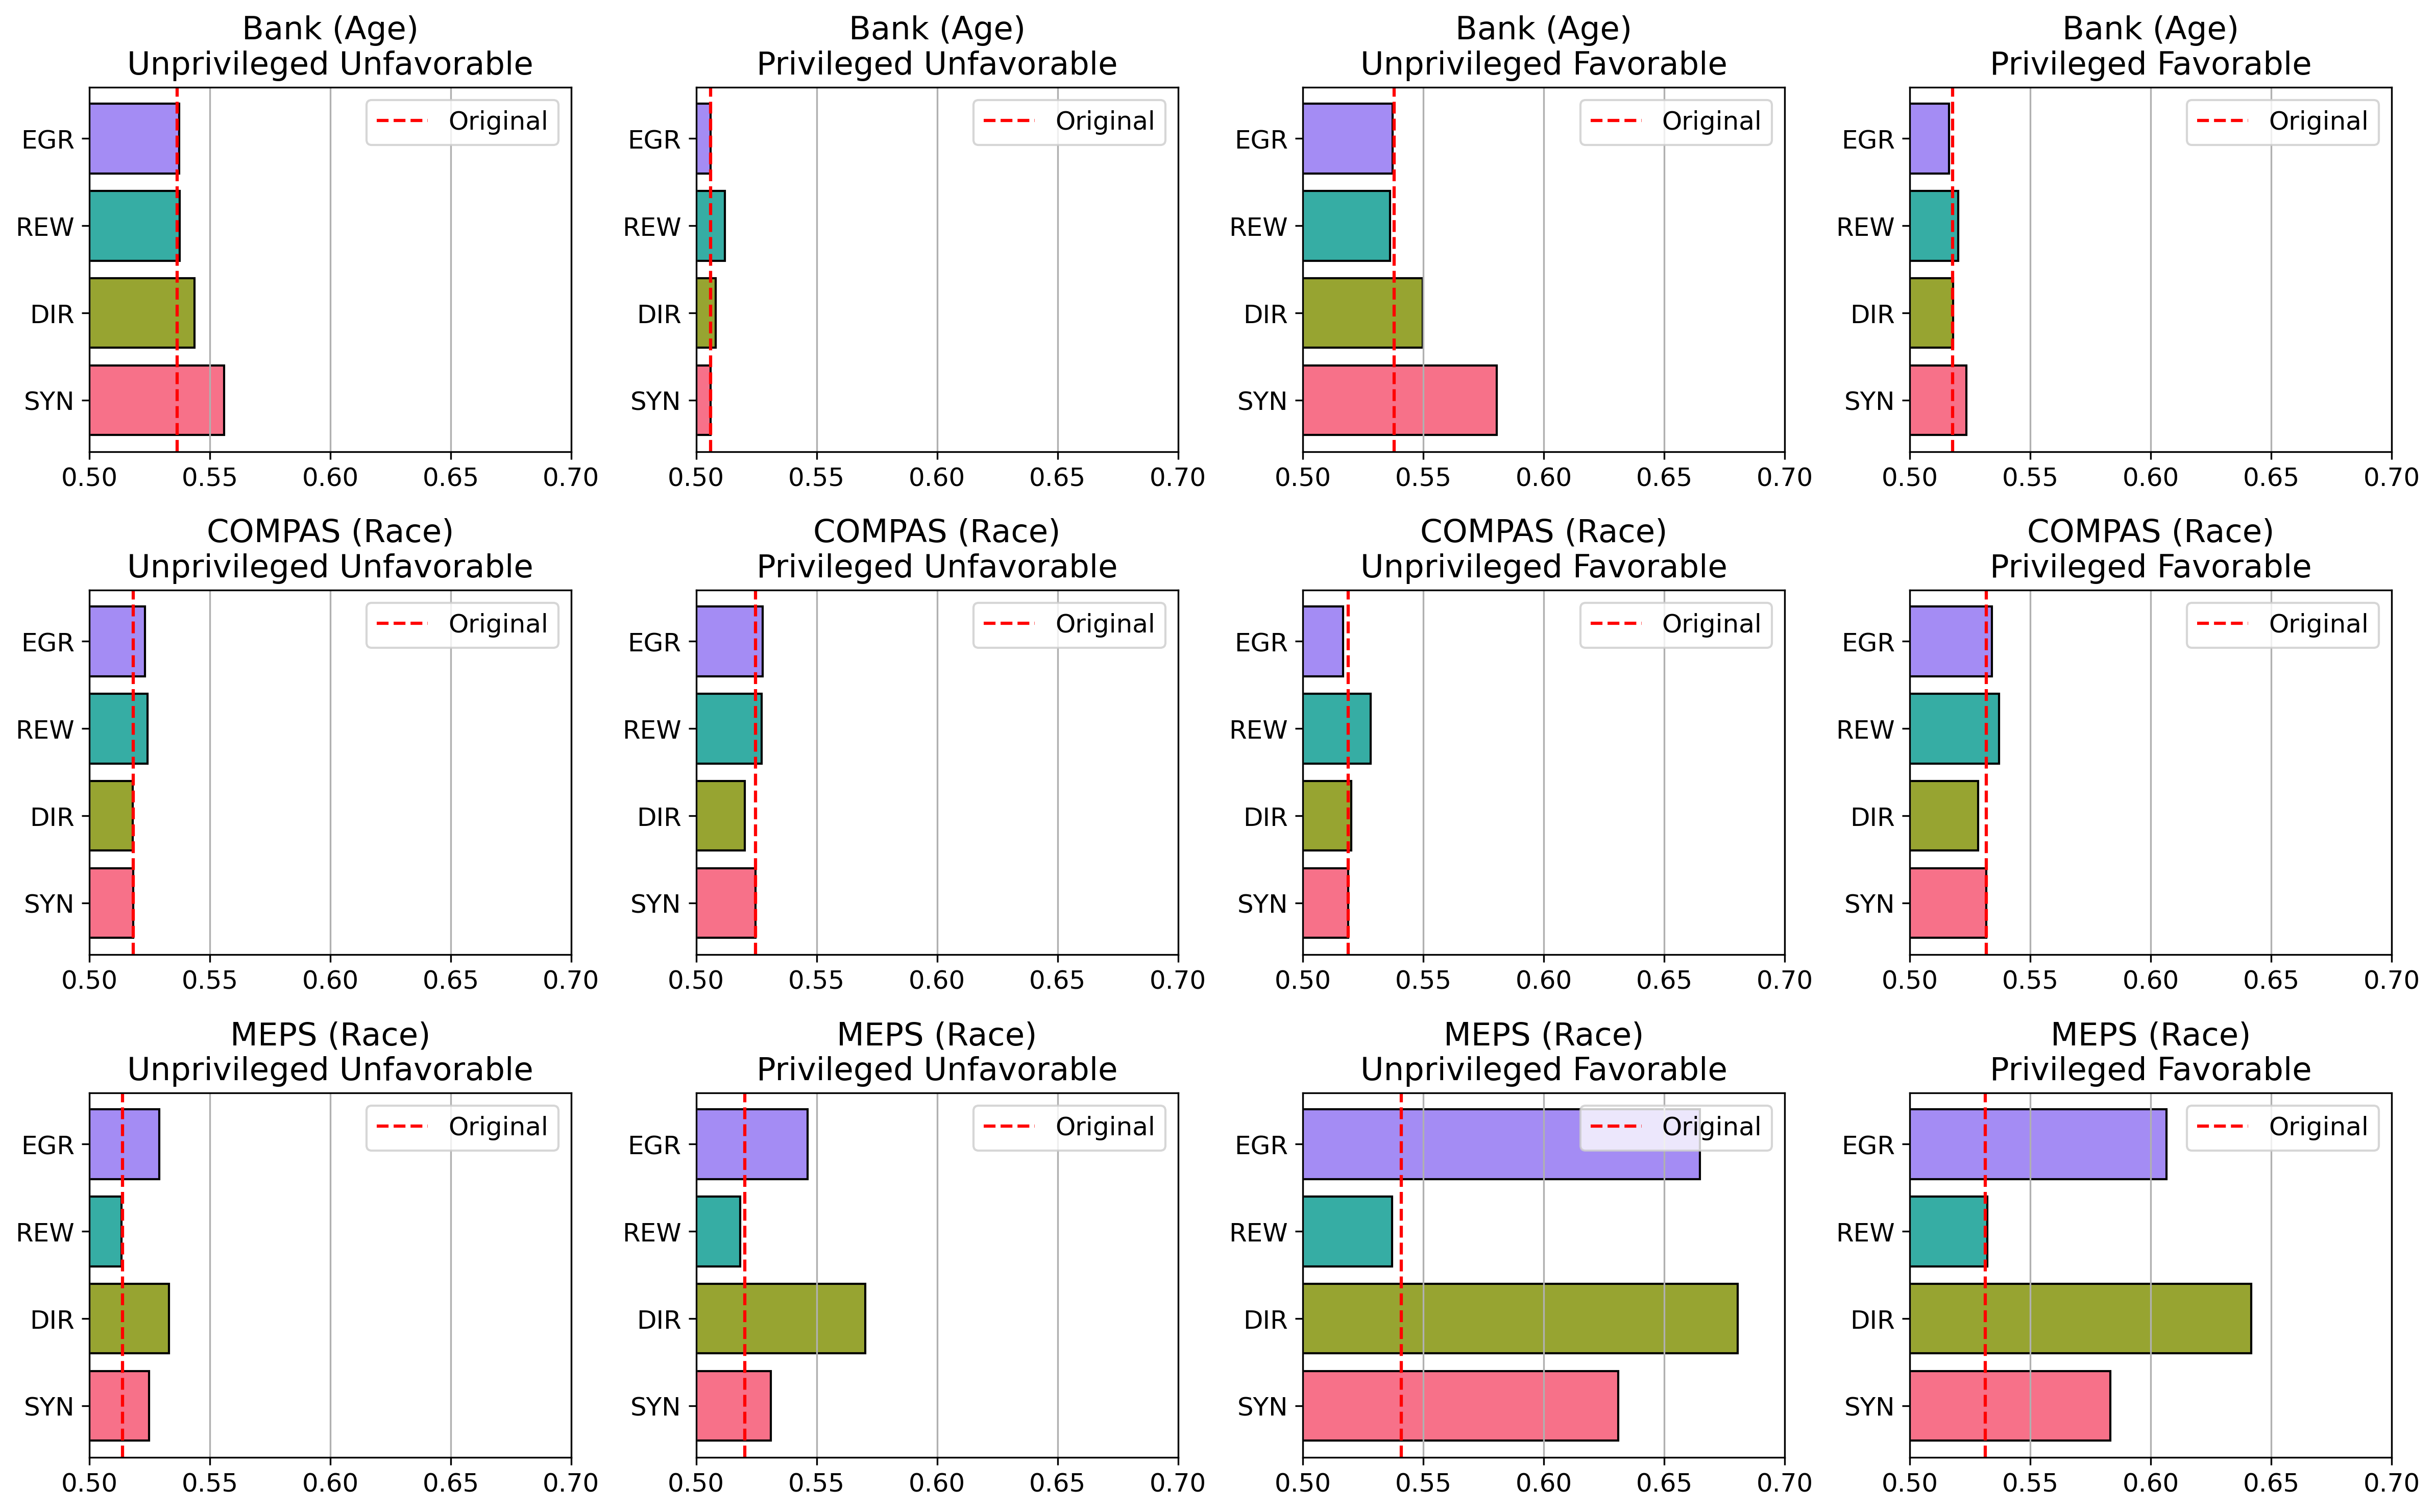 Bank (Age)
Unprivileged Unfavorable
Original
EGR
REW
DIR
SYN
0.50 0.55 0.60 0.65 0.70
Bank (Age)
Privileged Unfavorable
Original
EGR
REW
DIR
SYN
0.50 0.55 0.60 0.65 0.70
Bank (Age)
Unprivileged Favorable
Original
EGR
REW
DIR
SYN
0.50 0.55 0.60 0.65 0.70
Bank (Age)
Privileged Favorable
Original
EGR
REW
DIR
SYN
0.50 0.55 0.60 0.65 0.70
COMPAS (Race)
Unprivileged Unfavorable
Original
EGR
REW
DIR
SYN
0.50 0.55 0.60 0.65 0.70
COMPAS (Race)
Privileged Unfavorable
Original
EGR
REW
DIR
SYN
0.50 0.55 0.60 0.65 0.70
COMPAS (Race)
Unprivileged Favorable
Original
EGR
REW
DIR
SYN
0.50 0.55 0.60 0.65 0.70
COMPAS (Race)
Privileged Favorable
Original
EGR
REW
DIR
SYN
0.50 0.55 0.60 0.65 0.70
MEPS (Race)
Unprivileged Unfavorable
Original
EGR
REW
DIR
SYN
0.50 0.55 0.60 0.65 0.70
MEPS (Race)
Privileged Unfavorable
Original
EGR
REW
DIR
SYN
0.50 0.55 0.60 0.65 0.70
MEPS (Race)
Unprivileged Favorable
Original
EGR
REW
DIR
SYN
0.50 0.55 0.60 0.65 0.70
MEPS (Race)
Privileged Favorable
Original
EGR
REW
DIR
SYN
0.50 0.55 0.60 0.65 0.70